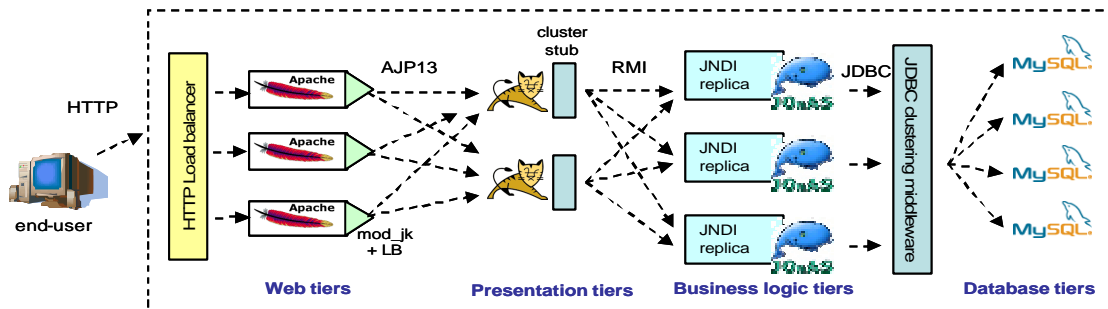 HTTP
end-user
HTTP Load balancer
Apache
Apache
Apache
mod_jk
+ LB
Web tiers
AJP13
cluster
stub
Presentation tiers
RMI
JNDI
replica
JOnAS
JNDI
replica
JOnAS
JNDI
replica
JOnAS
Business logic tiers
JDBC
JDBC clustering middleware
MySQL®
MySQL®
MySQL®
MySQL®
Database tiers